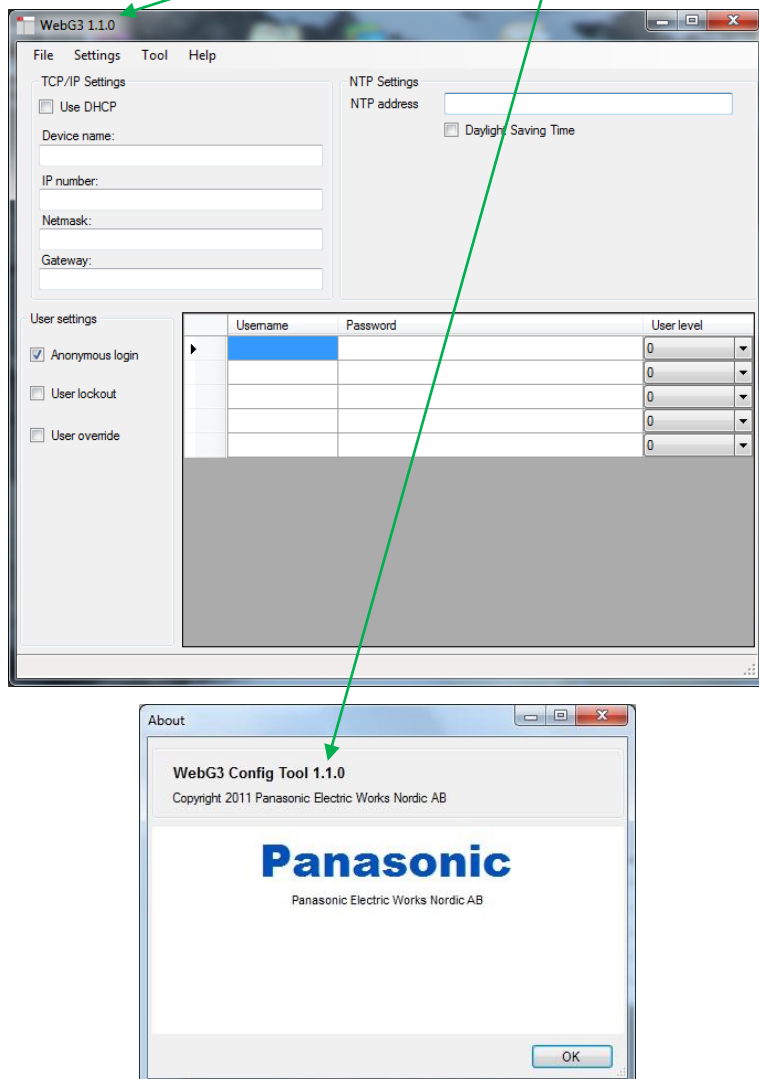 WebG3 1.1.0
File Settings Tool Help
TCP/IP Settings
Use DHCP
Device name:
IP number:
Netmask:
Gateway:
NTP Settings
NTP address
Daylight Saving Time
User settings
Anonymous login
User lockout
User override
Username Password User level
0
0
0
0
0
About
WebG3 Config Tool 1.1.0
Copyright 2011 Panasonic Electric Works Nordic AB
Panasonic
Panasonic Electric Works Nordic AB
OK